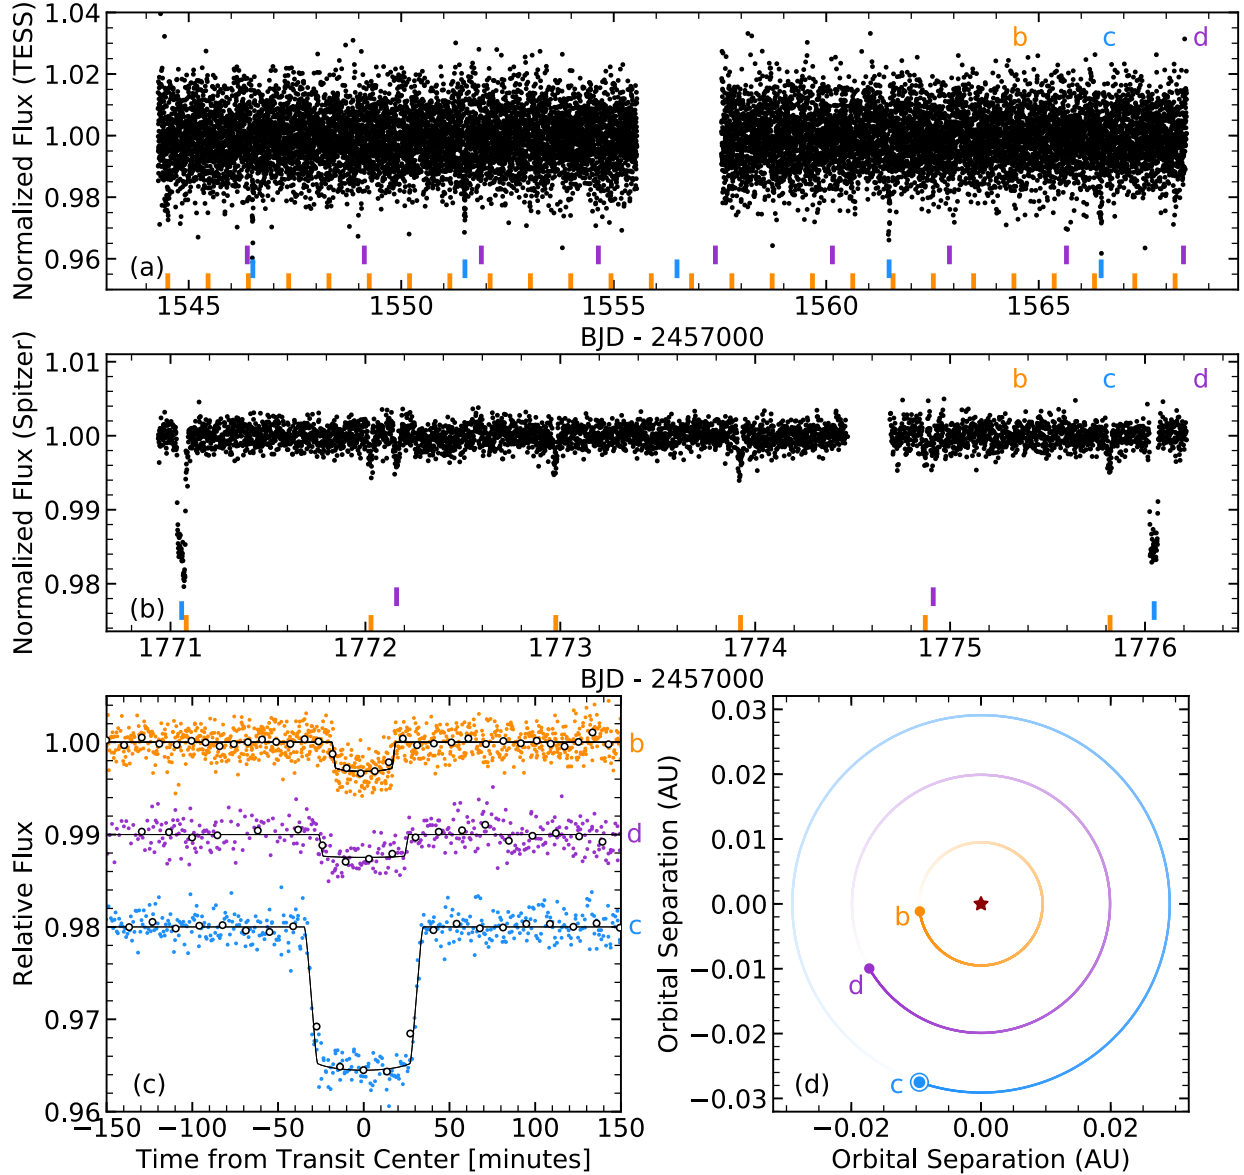 Normalized Flux (TESS)
1.04
1.02
1.00
0.98
0.96
b c d
(a)
1545 1550 1555 1560 1565
BJD - 2457000
Normalized Flux (Spitzer)
1.01
1.00
0.99
0.98
b c d
(b)
1771 1772 1773 1774 1775 1776
BJD - 2457000
Relative Flux
1.00
0.99
0.98
0.97
0.96
b
d
c
(c)
−150 −100 −50 0 50 100 150
Time from Transit Center [minutes]
Orbital Separation (AU)
0.03
0.02
0.01
0.00
−0.01
−0.02
−0.03
b
d
c
(d)
−0.02 0.00 0.02
Orbital Separation (AU)